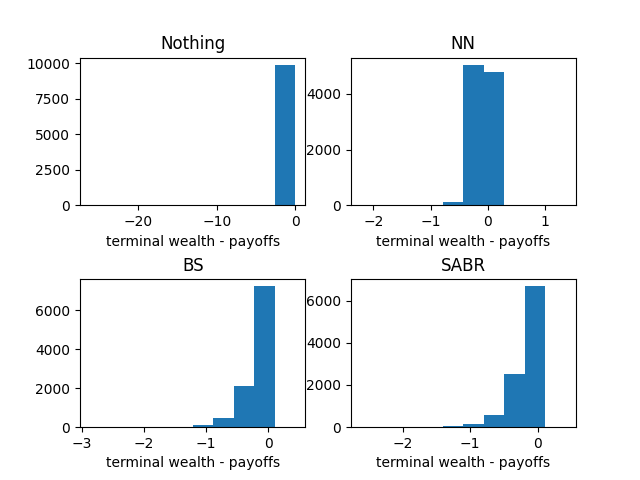 Nothing
NN
10000
7500
5000
2500
0
4000
2000
0
−20 −10 0
−2 −1 0 1
terminal wealth - payoffs
terminal wealth - payoffs
BS
SABR
6000
4000
2000
0
6000
4000
2000
0
−3 −2 −1 0
−2 −1 0
terminal wealth - payoffs
terminal wealth - payoffs